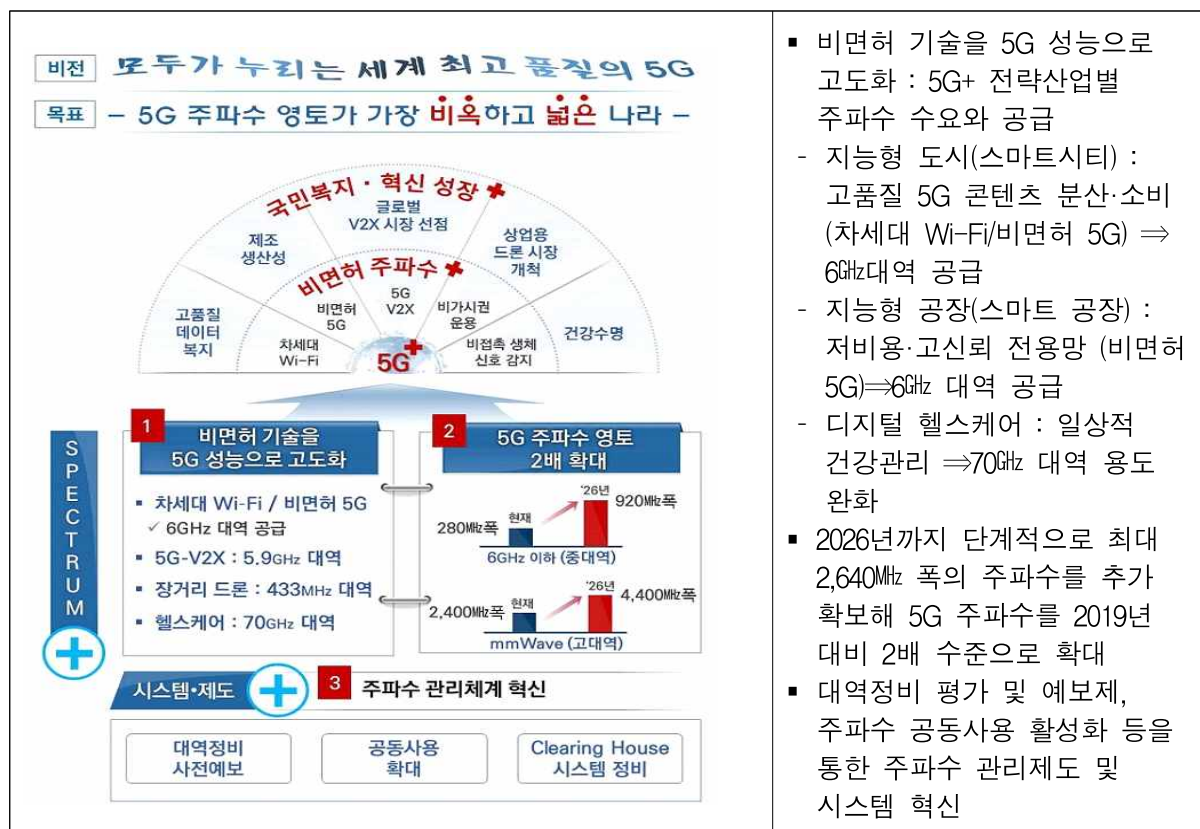 비전 모두가 누리는 세계 최고 품질의 5G
목표 - 5G 주파수 영토가 가장 비옥하고 넓은 나라 -
국민복지 · 혁신 성장+
고품질
데이터
복지
제조
생산성
글로벌
V2X 시장 선점
상업용
드론 시장
개척
건강수명
비면허 주파수+
차세대
Wi-Fi
비면허
5G
5G
V2X
비가시권
운용
비접촉 생체
신호 감지
5G+
SPECTRUM
+
1
비면허 기술을
5G 성능으로 고도화
▪ 차세대 Wi-Fi / 비면허 5G
✓ 6GHz 대역 공급
▪ 5G-V2X : 5.9GHz 대역
▪ 장거리 드론 : 433MHz 대역
▪ 헬스케어 : 70GHz 대역
2
5G 주파수 영토
2배 확대
280㎒폭 현재 '26년 920㎒폭
6GHz 이하 (중대역)
2,400㎒폭 현재 '26년 4,400㎒폭
mmWave (고대역)
시스템•제도 + 3 주파수 관리체계 혁신
대역정비
사전예보
공동사용
확대
Clearing House
시스템 정비
▪ 비면허 기술을 5G 성능으로
고도화 : 5G+ 전략산업별
주파수 수요와 공급
- 지능형 도시(스마트시티) :
고품질 5G 콘텐츠 분산·소비
(차세대 Wi-Fi/비면허 5G) ⇒
6㎓대역 공급
- 지능형 공장(스마트 공장) :
저비용·고신뢰 전용망 (비면허
5G)⇒6㎓ 대역 공급
- 디지털 헬스케어 : 일상적
건강관리 ⇒70㎓ 대역 용도
완화
▪ 2026년까지 단계적으로 최대
2,640㎒ 폭의 주파수를 추가
확보해 5G 주파수를 2019년
대비 2배 수준으로 확대
▪ 대역정비 평가 및 예보제,
주파수 공동사용 활성화 등을
통한 주파수 관리제도 및
시스템 혁신